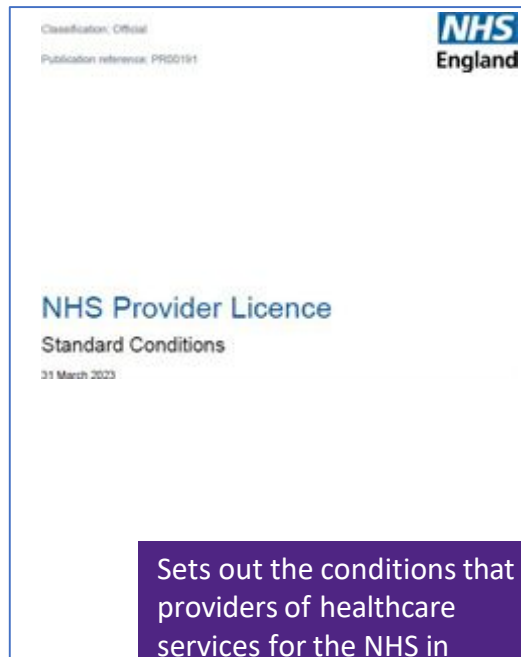 Classification: Official
NHS
Publication reference: PR00191
England
NHS Provider Licence
Standard Conditions
31 March 2023
Sets out the conditions that
providers of healthcare
services for the NHS in